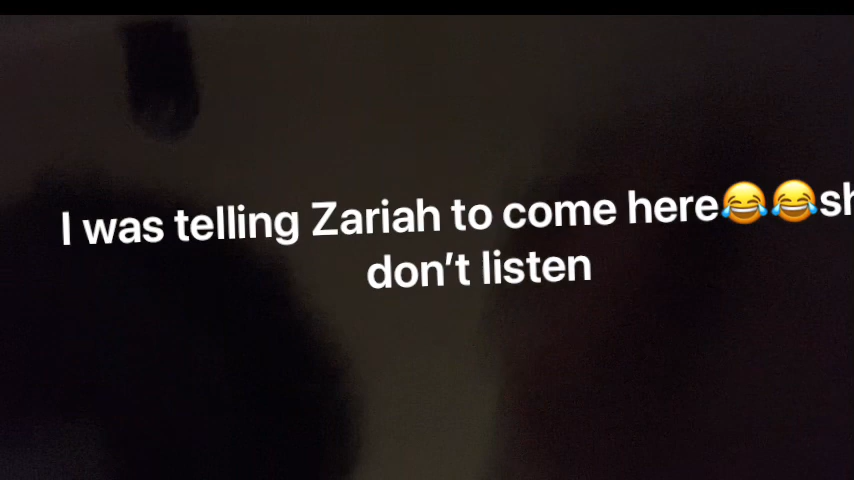 I was telling Zariah to come here😂😂sh
don’t listen